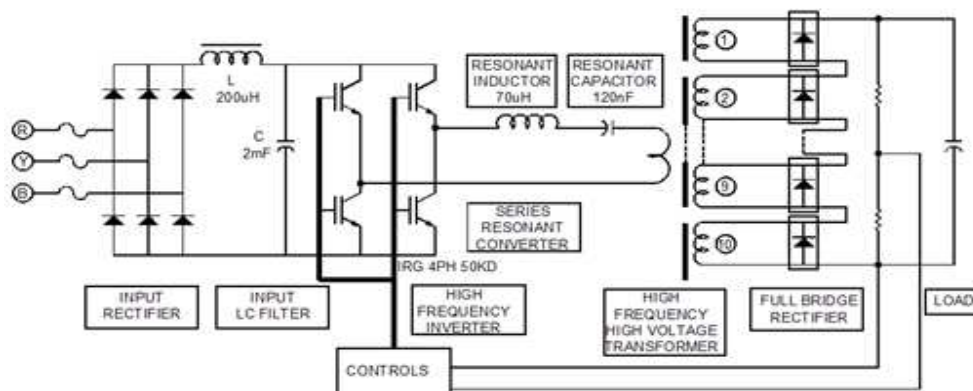 R
Y
B
L
200uH
C
2mF
RESONANT
INDUCTOR
70uH
RESONANT
CAPACITOR
120nF
1
2
9
10
SERIES
RESONANT
CONVERTER
IRG 4PH 50KD
INPUT
RECTIFIER
INPUT
LC FILTER
HIGH
FREQUENCY
INVERTER
HIGH
FREQUENCY
HIGH VOLTAGE
TRANSFORMER
FULL BRIDGE
RECTIFIER
LOAD
CONTROLS